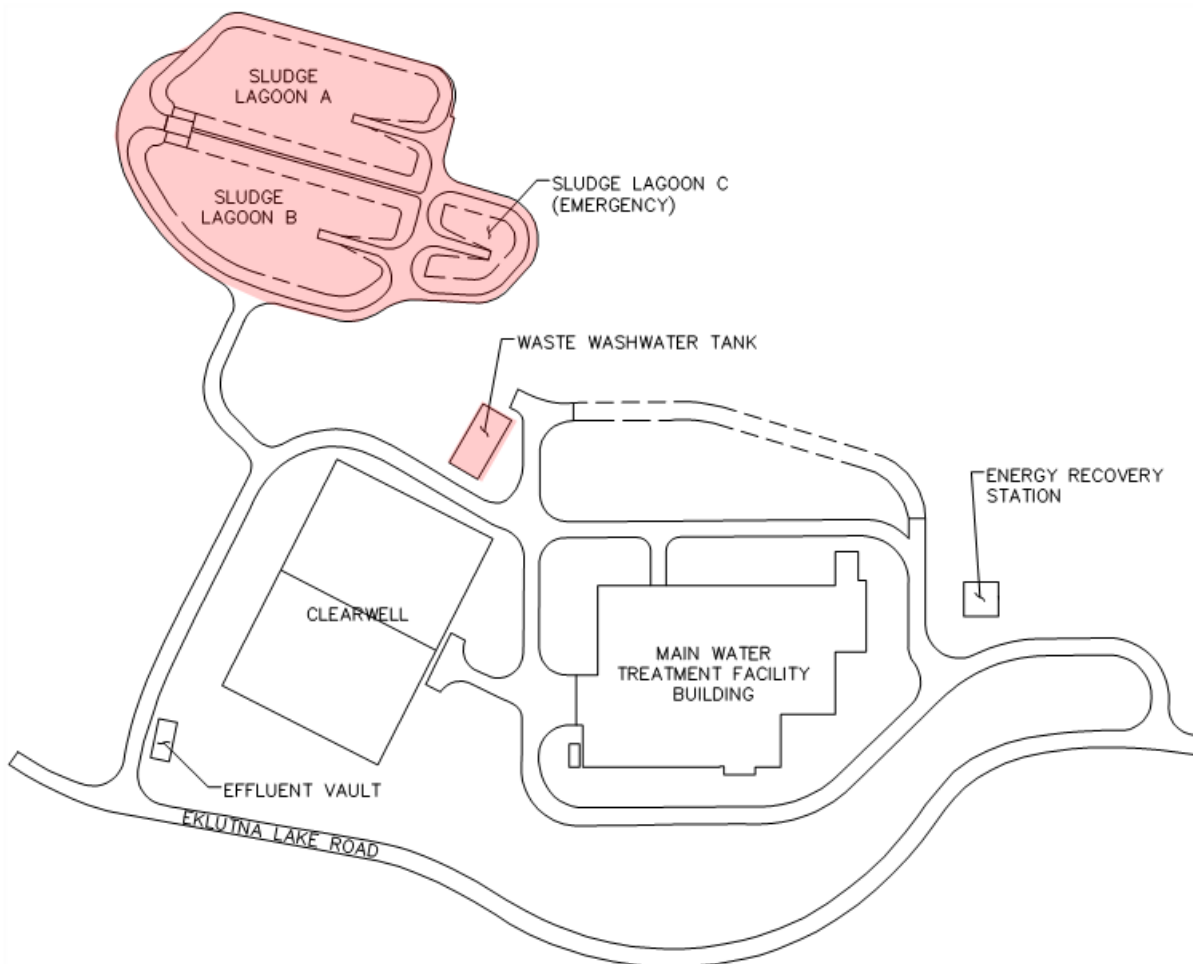 SLUDGE
LAGOON A
SLUDGE
LAGOON B
SLUDGE LAGOON C
(EMERGENCY)
WASTE WASHWATER TANK
ENERGY RECOVERY
STATION
CLEARWELL
MAIN WATER
TREATMENT FACILITY
BUILDING
EFFLUENT VAULT
EKLUTNA LAKE ROAD